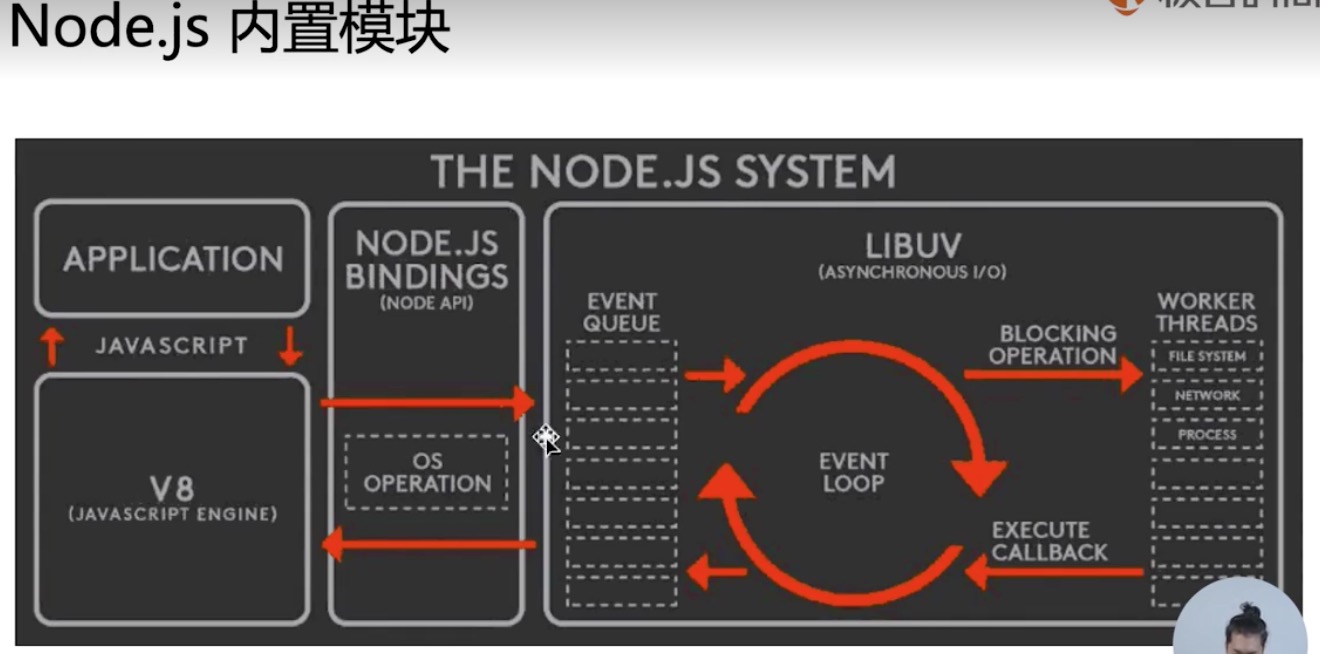 Node.js 内置模块
THE NODE.JS SYSTEM
APPLICATION
JAVASCRIPT
V8
(JAVASCRIPT ENGINE)
NODE.JS
BINDINGS
(NODE API)
OS
OPERATION
LIBUV
(ASYNCHRONOUS I/O)
EVENT
QUEUE
EVENT
LOOP
BLOCKING
OPERATION
EXECUTE
CALLBACK
WORKER
THREADS
FILE SYSTEM
NETWORK
PROCESS